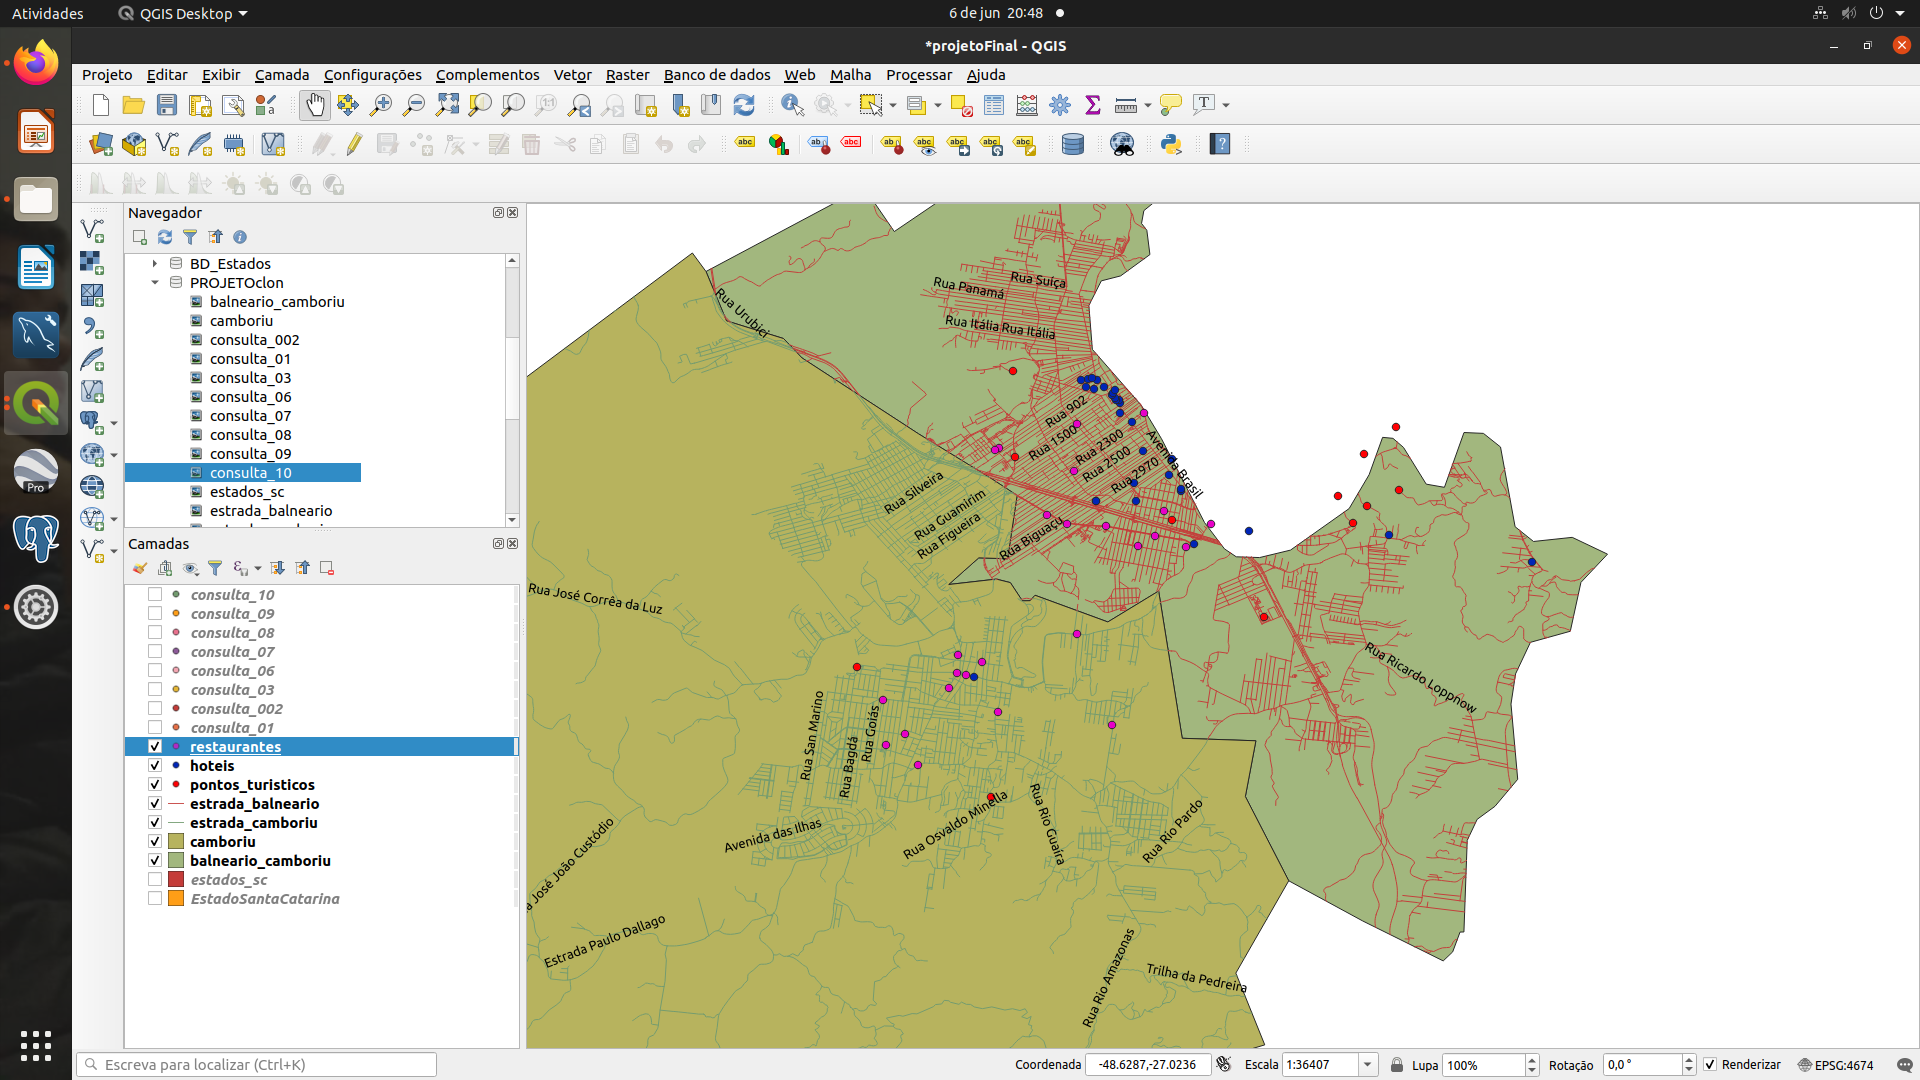 Atividades
QGIS Desktop
6 de jun 20:48
*projetoFinal - QGIS
Projeto Editar Exibir Camada Configurações Complementos Vetor Raster Banco de dados Web Malha Processar Ajuda
Navegador
BD_Estados
PROJETOclon
balneario_camboriu
camboriu
consulta_002
consulta_01
consulta_03
consulta_06
consulta_07
consulta_08
consulta_09
consulta_10
estados_sc
estrada_balneario
Camadas
consulta_10
consulta_09
consulta_08
consulta_07
consulta_06
consulta_03
consulta_002
consulta_01
restaurantes
hoteis
pontos_turisticos
estrada_balneario
estrada_camboriu
camboriu
balneario_camboriu
estados_sc
EstadoSantaCatarina
Pro
Rua Suíça
Rua Panamá
Rua Urubici
Rua Itália Rua Itália
Rua 902
Rua 1500
Rua 2300
Rua 2500
Rua 2970
Avenida Brasil
Rua Silveira
Rua Guamirim
Rua Figueira
Rua Biguaçu
Rua José Corrêa da Luz
Rua Ricardo Loppnow
Rua San Marino
Rua Bagdá
Rua Goiás
Avenida das Ilhas
Rua Osvaldo Minella
Rua Rio Guaíra
Rua Rio Pardo
José João Custódio
Estrada Paulo Dallago
Rua Rio Amazonas
Trilha da Pedreira
Escreva para localizar (Ctrl+K)
Coordenada -48.6287,-27.0236 Escala 1:36407 Lupa 100% Rotação 0,0 ° Renderizar EPSG:4674